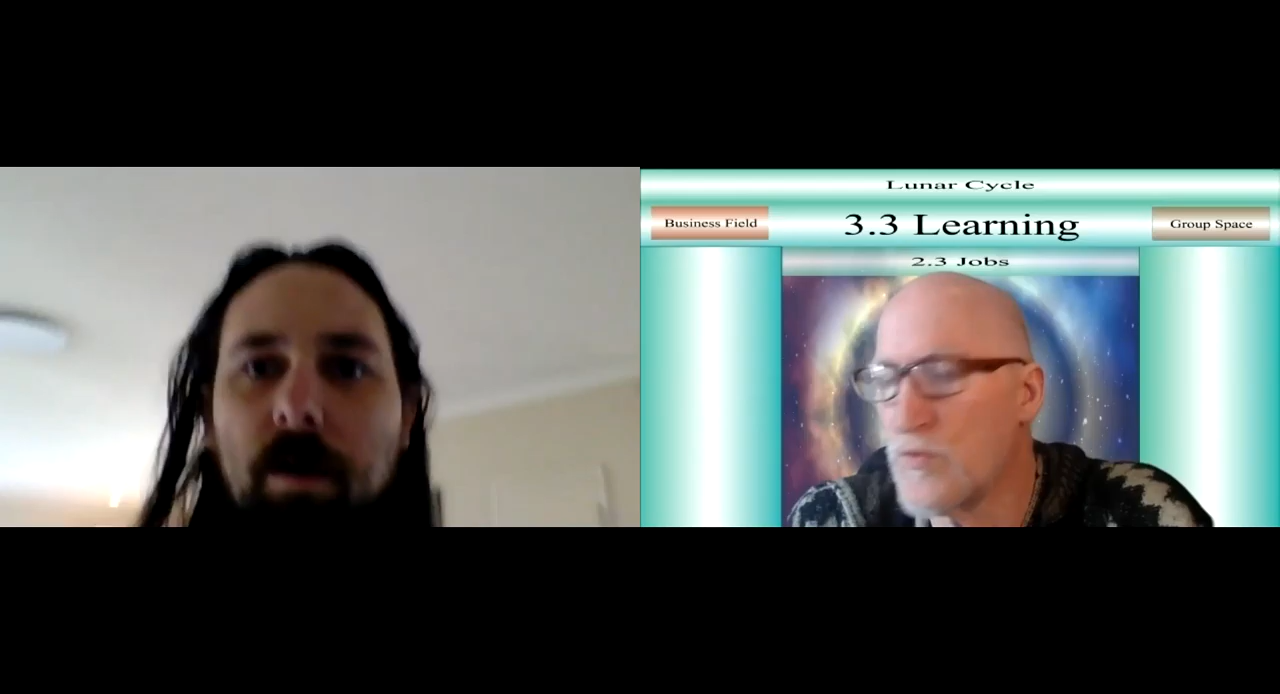 Lunar Cycle
Business Field
3.3 Learning
Group Space
2.3 Jobs